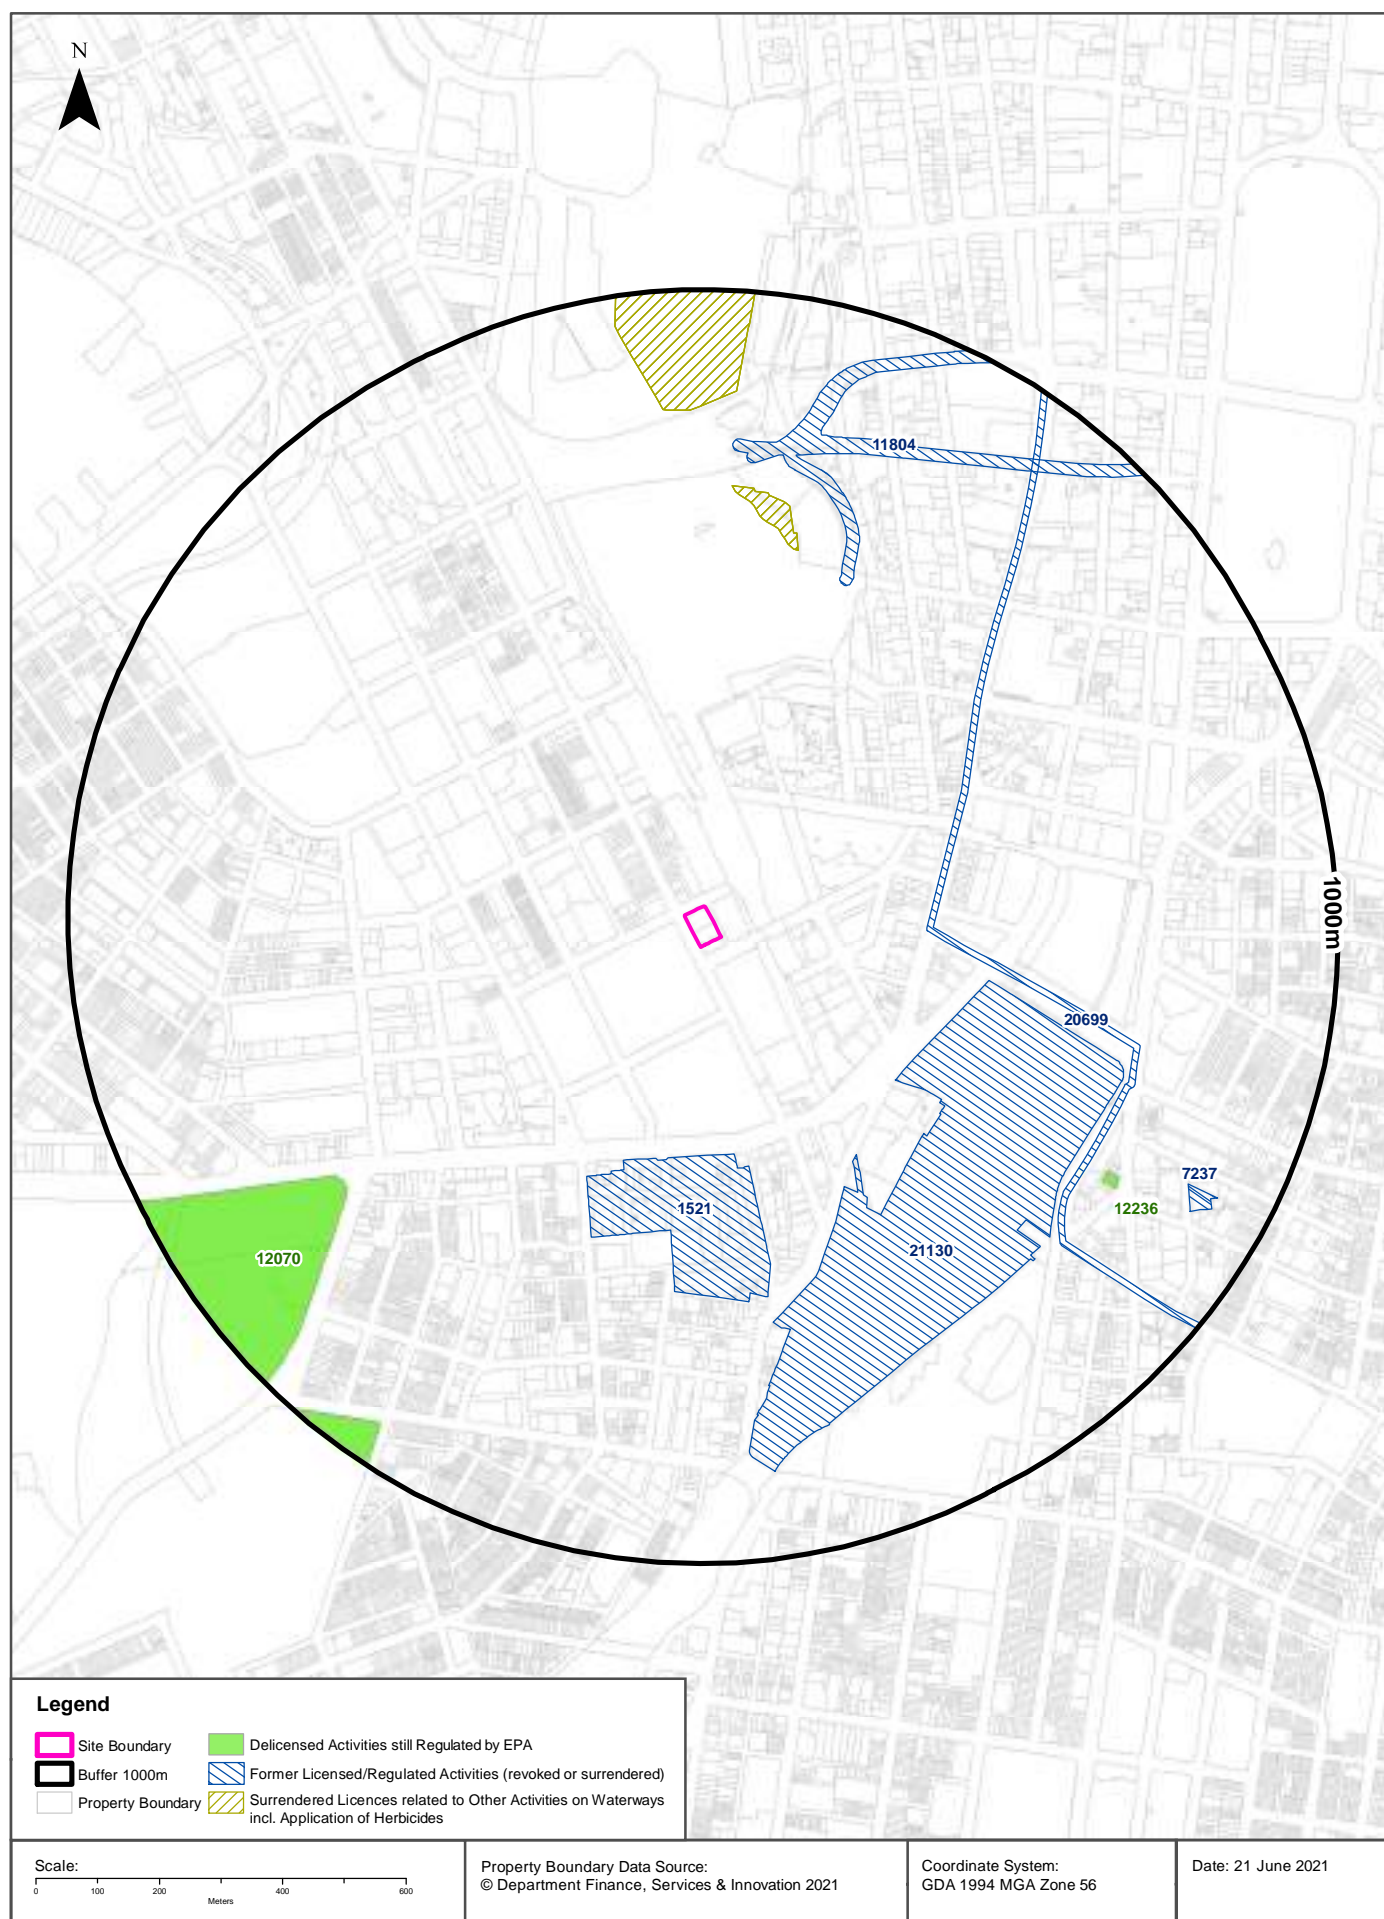 N
11804
1000m
20699
7237
12236
1521
21130
12070
Legend
Site Boundary
Buffer 1000m
Property Boundary
Delicensed Activities still Regulated by EPA
Former Licensed/Regulated Activities (revoked or surrendered)
Surrendered Licences related to Other Activities on Waterways
incl. Application of Herbicides
Scale:
0 100 200 400 600
Meters
Property Boundary Data Source:
© Department Finance, Services & Innovation 2021
Coordinate System:
GDA 1994 MGA Zone 56
Date: 21 June 2021